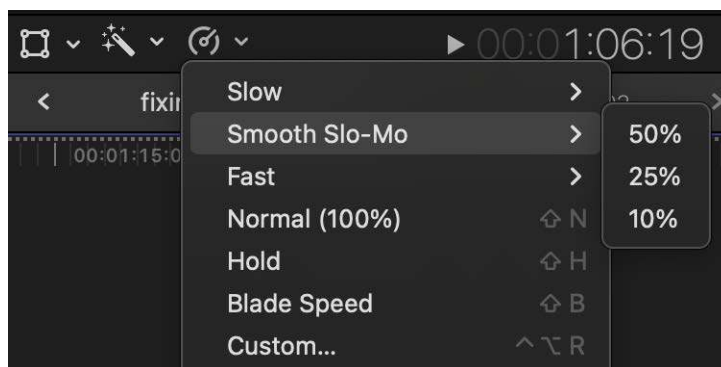 00:01:06:19
fixin
Slow
Smooth Slo-Mo
50%
00:01:15:0
Fast
25%
Normal (100%)
⇧ N
10%
Hold
⇧ H
Blade Speed
⇧ B
Custom...
^⌥ R